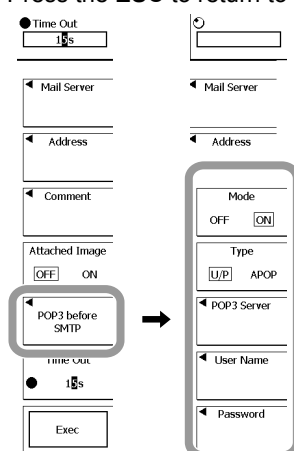 Press the ESC to return to
Time Out
15s
Mail Server
Address
Comment
Attached Image
OFF ON
POP3 before
SMTP
Time Out
15s
Exec
Mail Server
Address
Mode
OFF ON
Type
U/P APOP
POP3 Server
User Name
Password